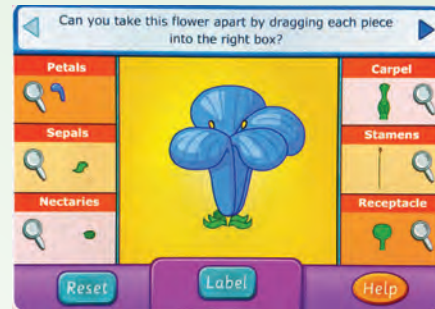 Can you take this flower apart by dragging each piece
into the right box?
Petals
Carpel
Sepals
Stamens
Nectaries
Receptacle
Reset
Label
Help